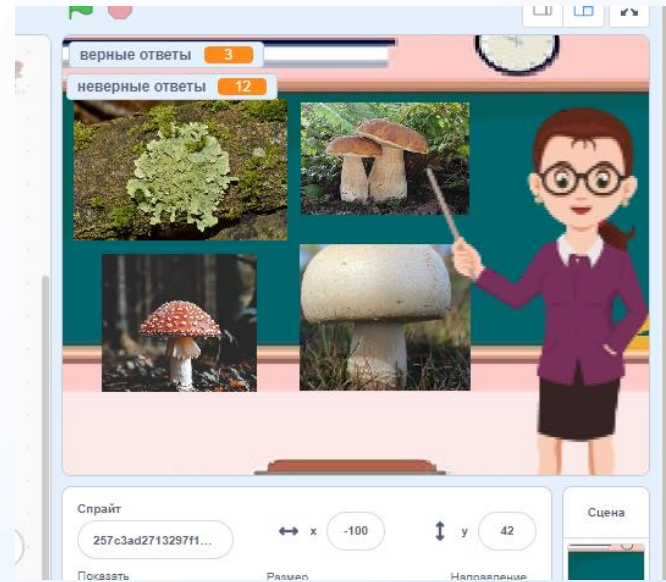 верные ответы 3
неверные ответы 12
Спрайт
257c3ad2713297f1...
x -100
y 42
Сцена
Показать
Размер
Направление